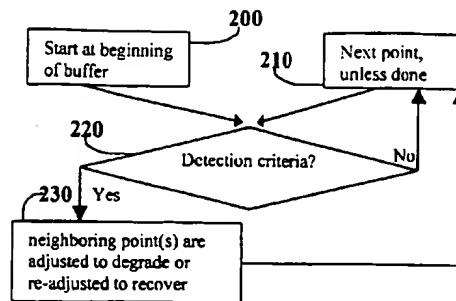 200
Start at beginning
of buffer
210
Next point,
unless done
220
Detection criteria?
No
230
Yes
neighboring point(s) are
adjusted to degrade or
re-adjusted to recover